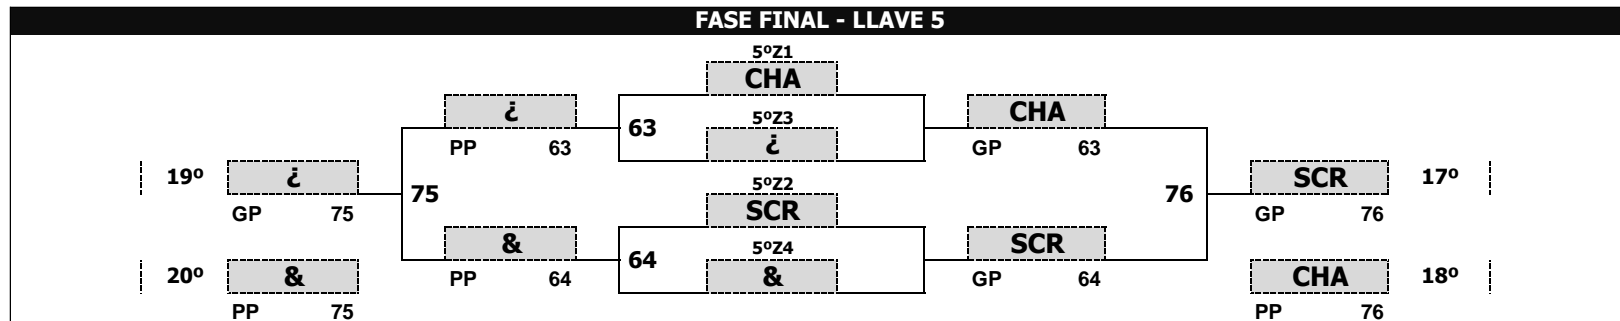 FASE FINAL - LLAVE 5
5ºZ1
CHA
¿ 63 5ºZ3 CHA
PP 63 ¿ GP 63
19º ¿ 75 5ºZ2 76 SCR 17º
GP 75 SCR GP 76
& 64 5ºZ4 SCR
20º & PP 64 & GP 64 CHA 18º
PP 75 PP 76